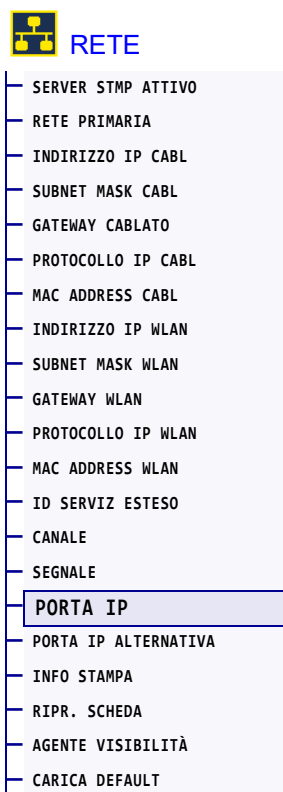 RETE
SERVER STMP ATTIVO
RETE PRIMARIA
INDIRIZZO IP CABL
SUBNET MASK CABL
GATEWAY CABLATO
PROTOCOLLO IP CABL
MAC ADDRESS CABL
INDIRIZZO IP WLAN
SUBNET MASK WLAN
GATEWAY WLAN
PROTOCOLLO IP WLAN
MAC ADDRESS WLAN
ID SERVIZ ESTESO
CANALE
SEGNALE
PORTA IP
PORTA IP ALTERNATIVA
INFO STAMPA
RIPR. SCHEDA
AGENTE VISIBILITÀ
CARICA DEFAULT